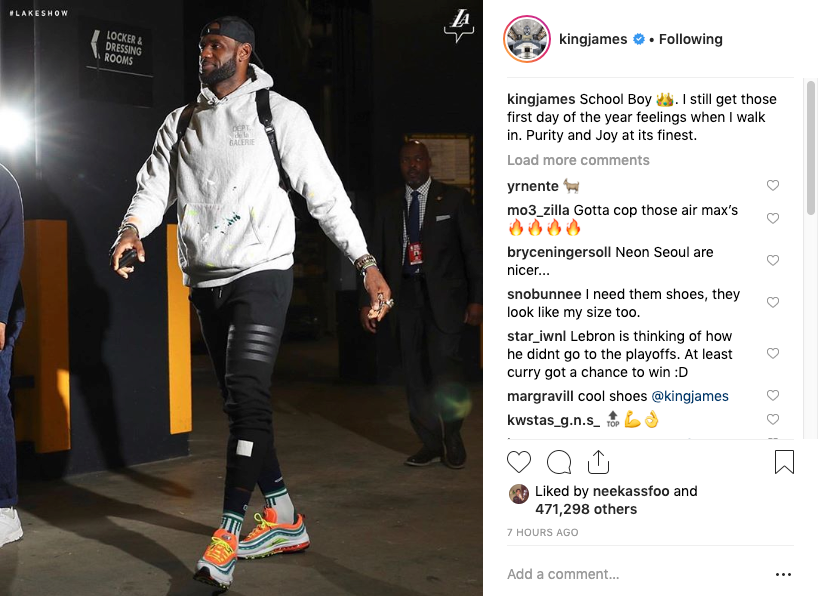 #LAKESHOW
LA
LOCKER &
DRESSING
ROOMS
DEPT.
GALERIE
kingjames • Following
kingjames School Boy 👑. I still get those
first day of the year feelings when I walk
in. Purity and Joy at its finest.
Load more comments
yrnente 🐐
mo3_zilla Gotta cop those air max’s
🔥🔥🔥🔥
bryceningersoll Neon Seoul are
nicer...
snobunnee I need them shoes, they
look like my size too.
star_iwnl Lebron is thinking of how
he didnt go to the playoffs. At least
curry got a chance to win :D
margravill cool shoes @kingjames
kwstas_g.n.s_ 🔝💪👌
Liked by neekassfoo and
471,298 others
7 HOURS AGO
Add a comment...